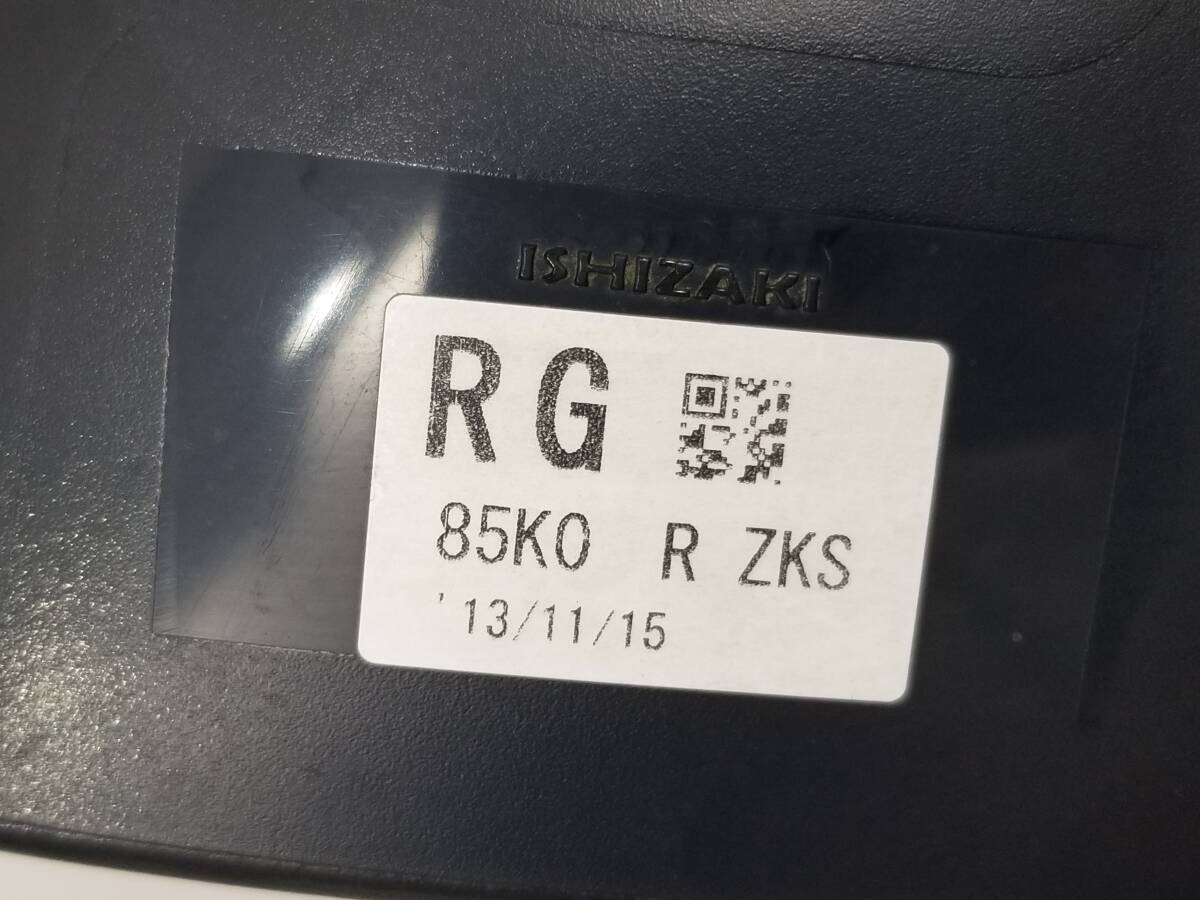 ISHIZAKI
RG
85K0 R ZKS
'13/11/15